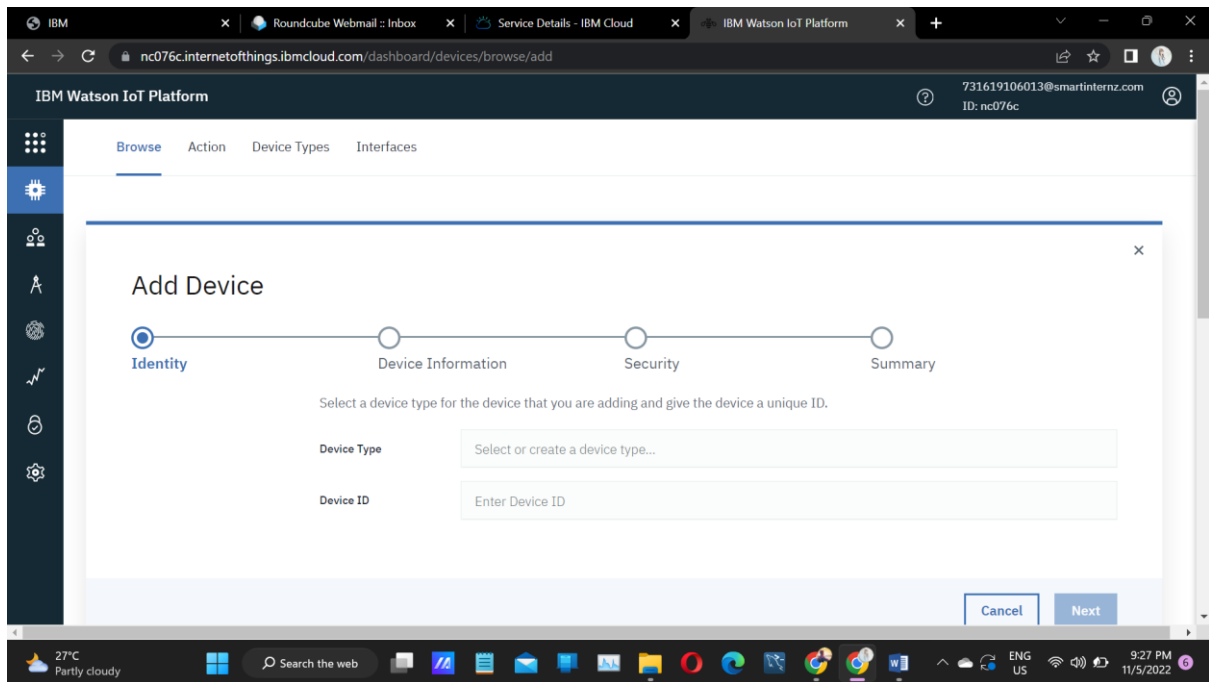 IBM
Roundcube Webmail :: Inbox
Service Details - IBM Cloud
IBM Watson IoT Platform
nc076c.internetofthings.ibmcloud.com/dashboard/devices/browse/add
IBM Watson IoT Platform
731619106013@smartinternz.com
ID: nc076c
Browse Action Device Types Interfaces
Add Device
Identity Device Information Security Summary
Select a device type for the device that you are adding and give the device a unique ID.
Device Type Select or create a device type...
Device ID Enter Device ID
Cancel Next
27°C
Partly cloudy
Search the web
ENG
US
9:27 PM
11/5/2022
6